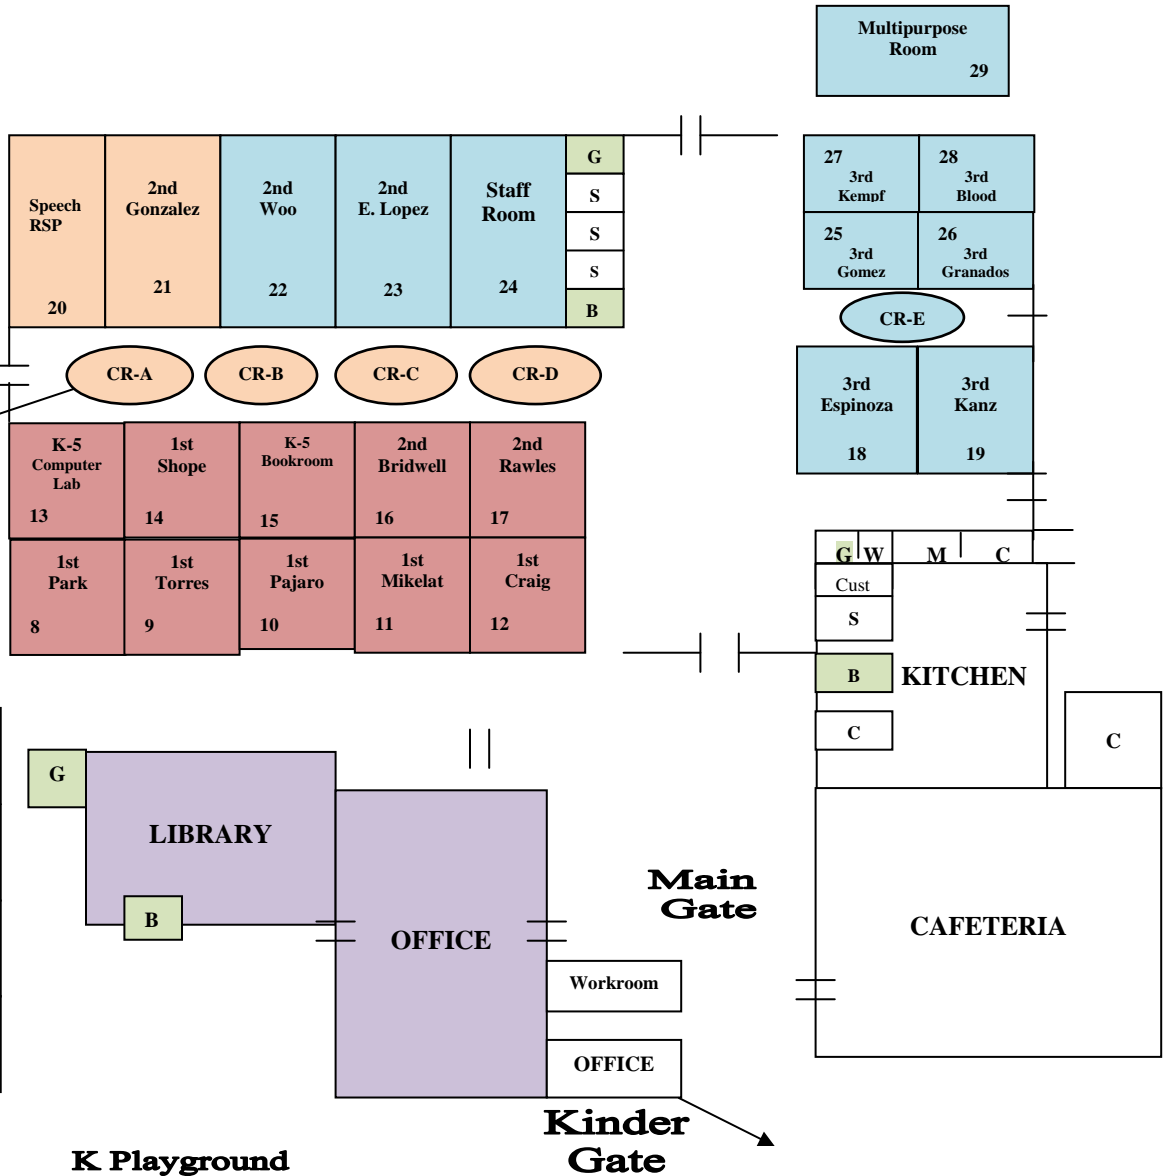 Multipurpose
Room
29
Speech
RSP
20
2nd
Gonzalez
21
2nd
Woo
22
2nd
E. Lopez
23
Staff
Room
24
G
S
S
S
B
27
3rd
Kempf
28
3rd
Blood
25
3rd
Gomez
26
3rd
Granados
CR-E
CR-A
CR-B
CR-C
CR-D
3rd
Espinoza
18
3rd
Kanz
19
K-5
Computer
Lab
13
1st
Shope
14
K-5
Bookroom
15
2nd
Bridwell
16
2nd
Rawles
17
1st
Park
8
1st
Torres
9
1st
Pajaro
10
1st
Mikelat
11
1st
Craig
12
G W M C
Cust
S
B
KITCHEN
C
C
G
LIBRARY
B
OFFICE
Main
Gate
CAFETERIA
Workroom
OFFICE
Kinder
Gate
K Playground